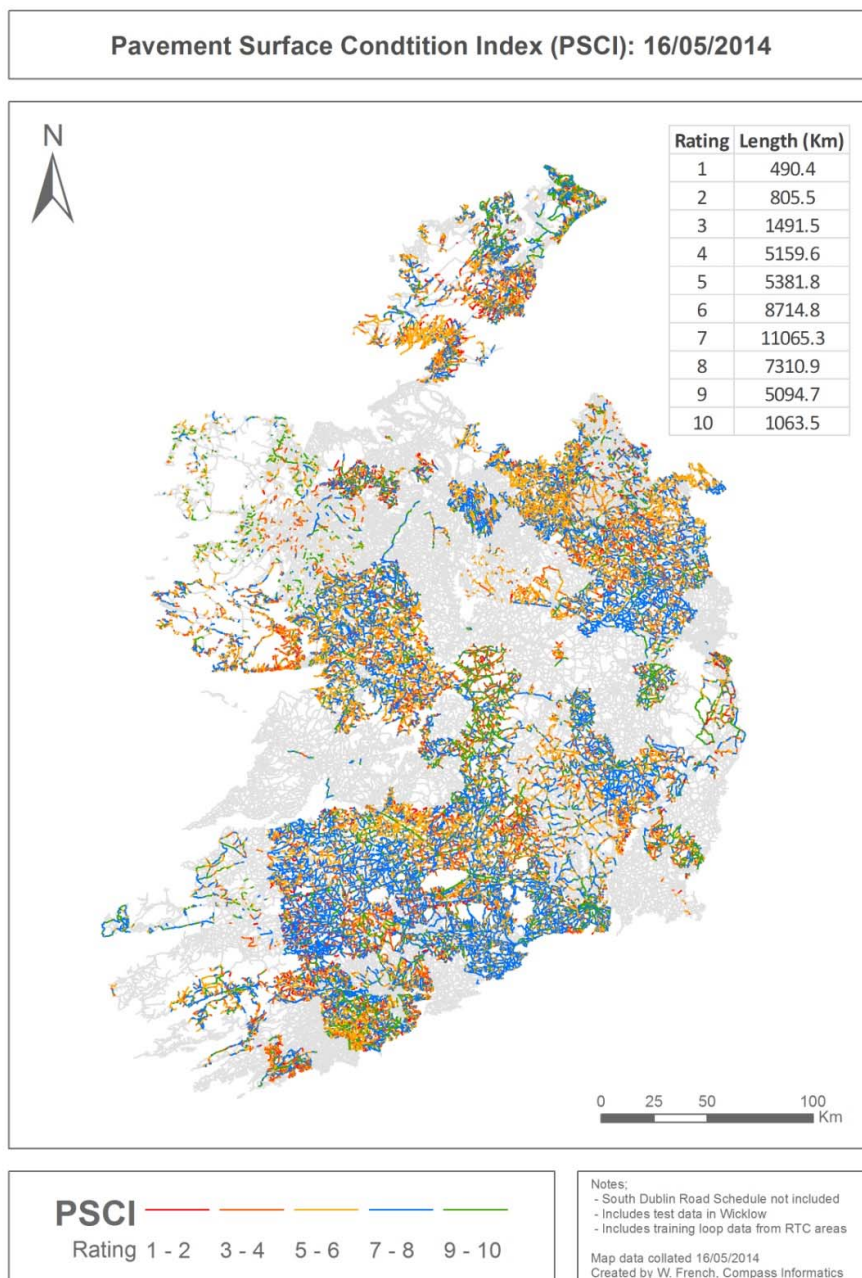 Pavement Surface Condtition Index (PSCI): 16/05/2014
N
Rating Length (Km)
1 490.4
2 805.5
3 1491.5
4 5159.6
5 5381.8
6 8714.8
7 11065.3
8 7310.9
9 5094.7
10 1063.5
0 25 50 100
Km
PSCI
Rating 1 - 2 3 - 4 5 - 6 7 - 8 9 - 10
Notes;
- South Dublin Road Schedule not included
- Includes test data in Wicklow
- Includes training loop data from RTC areas
Map data collated 16/05/2014
Created by W. French, Compass Informatics